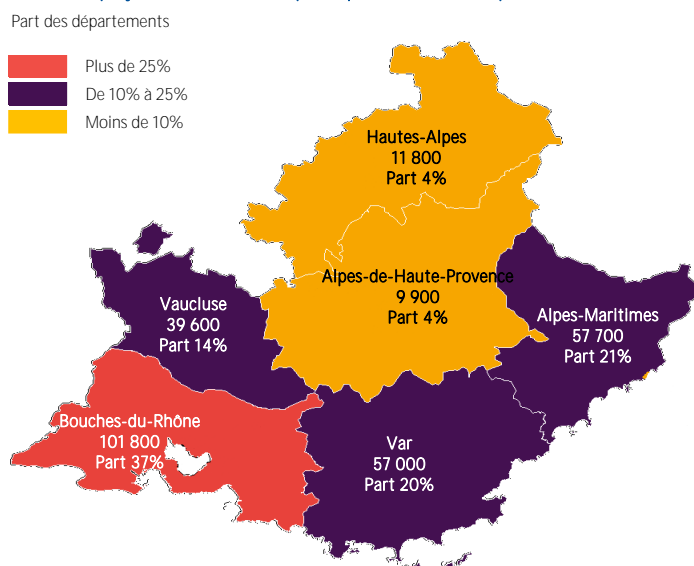 Part des départements
Plus de 25%
De 10% à 25%
Moins de 10%
Hautes-Alpes
11 800
Part 4%
Alpes-de-Haute-Provence
9 900
Part 4%
Vaucluse
39 600
Part 14%
Alpes-Maritimes
57 700
Part 21%
Bouches-du-Rhône
101 800
Part 37%
Var
57 000
Part 20%